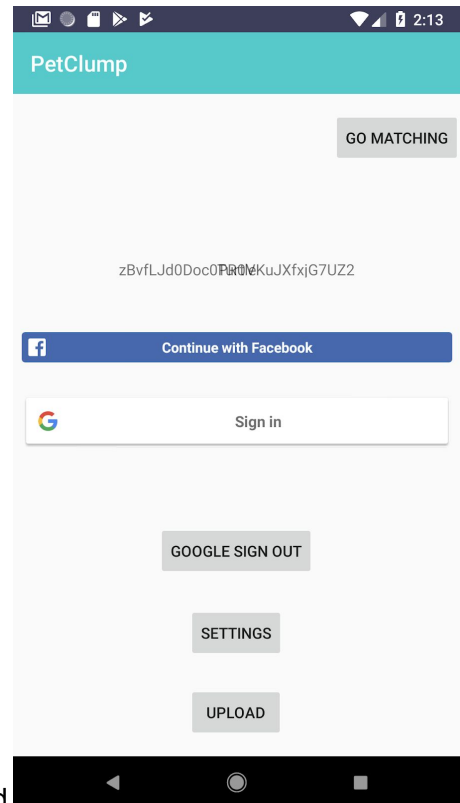 2:13
PetClump
GO MATCHING
Continue with Facebook
Sign in
GOOGLE SIGN OUT
SETTINGS
UPLOAD